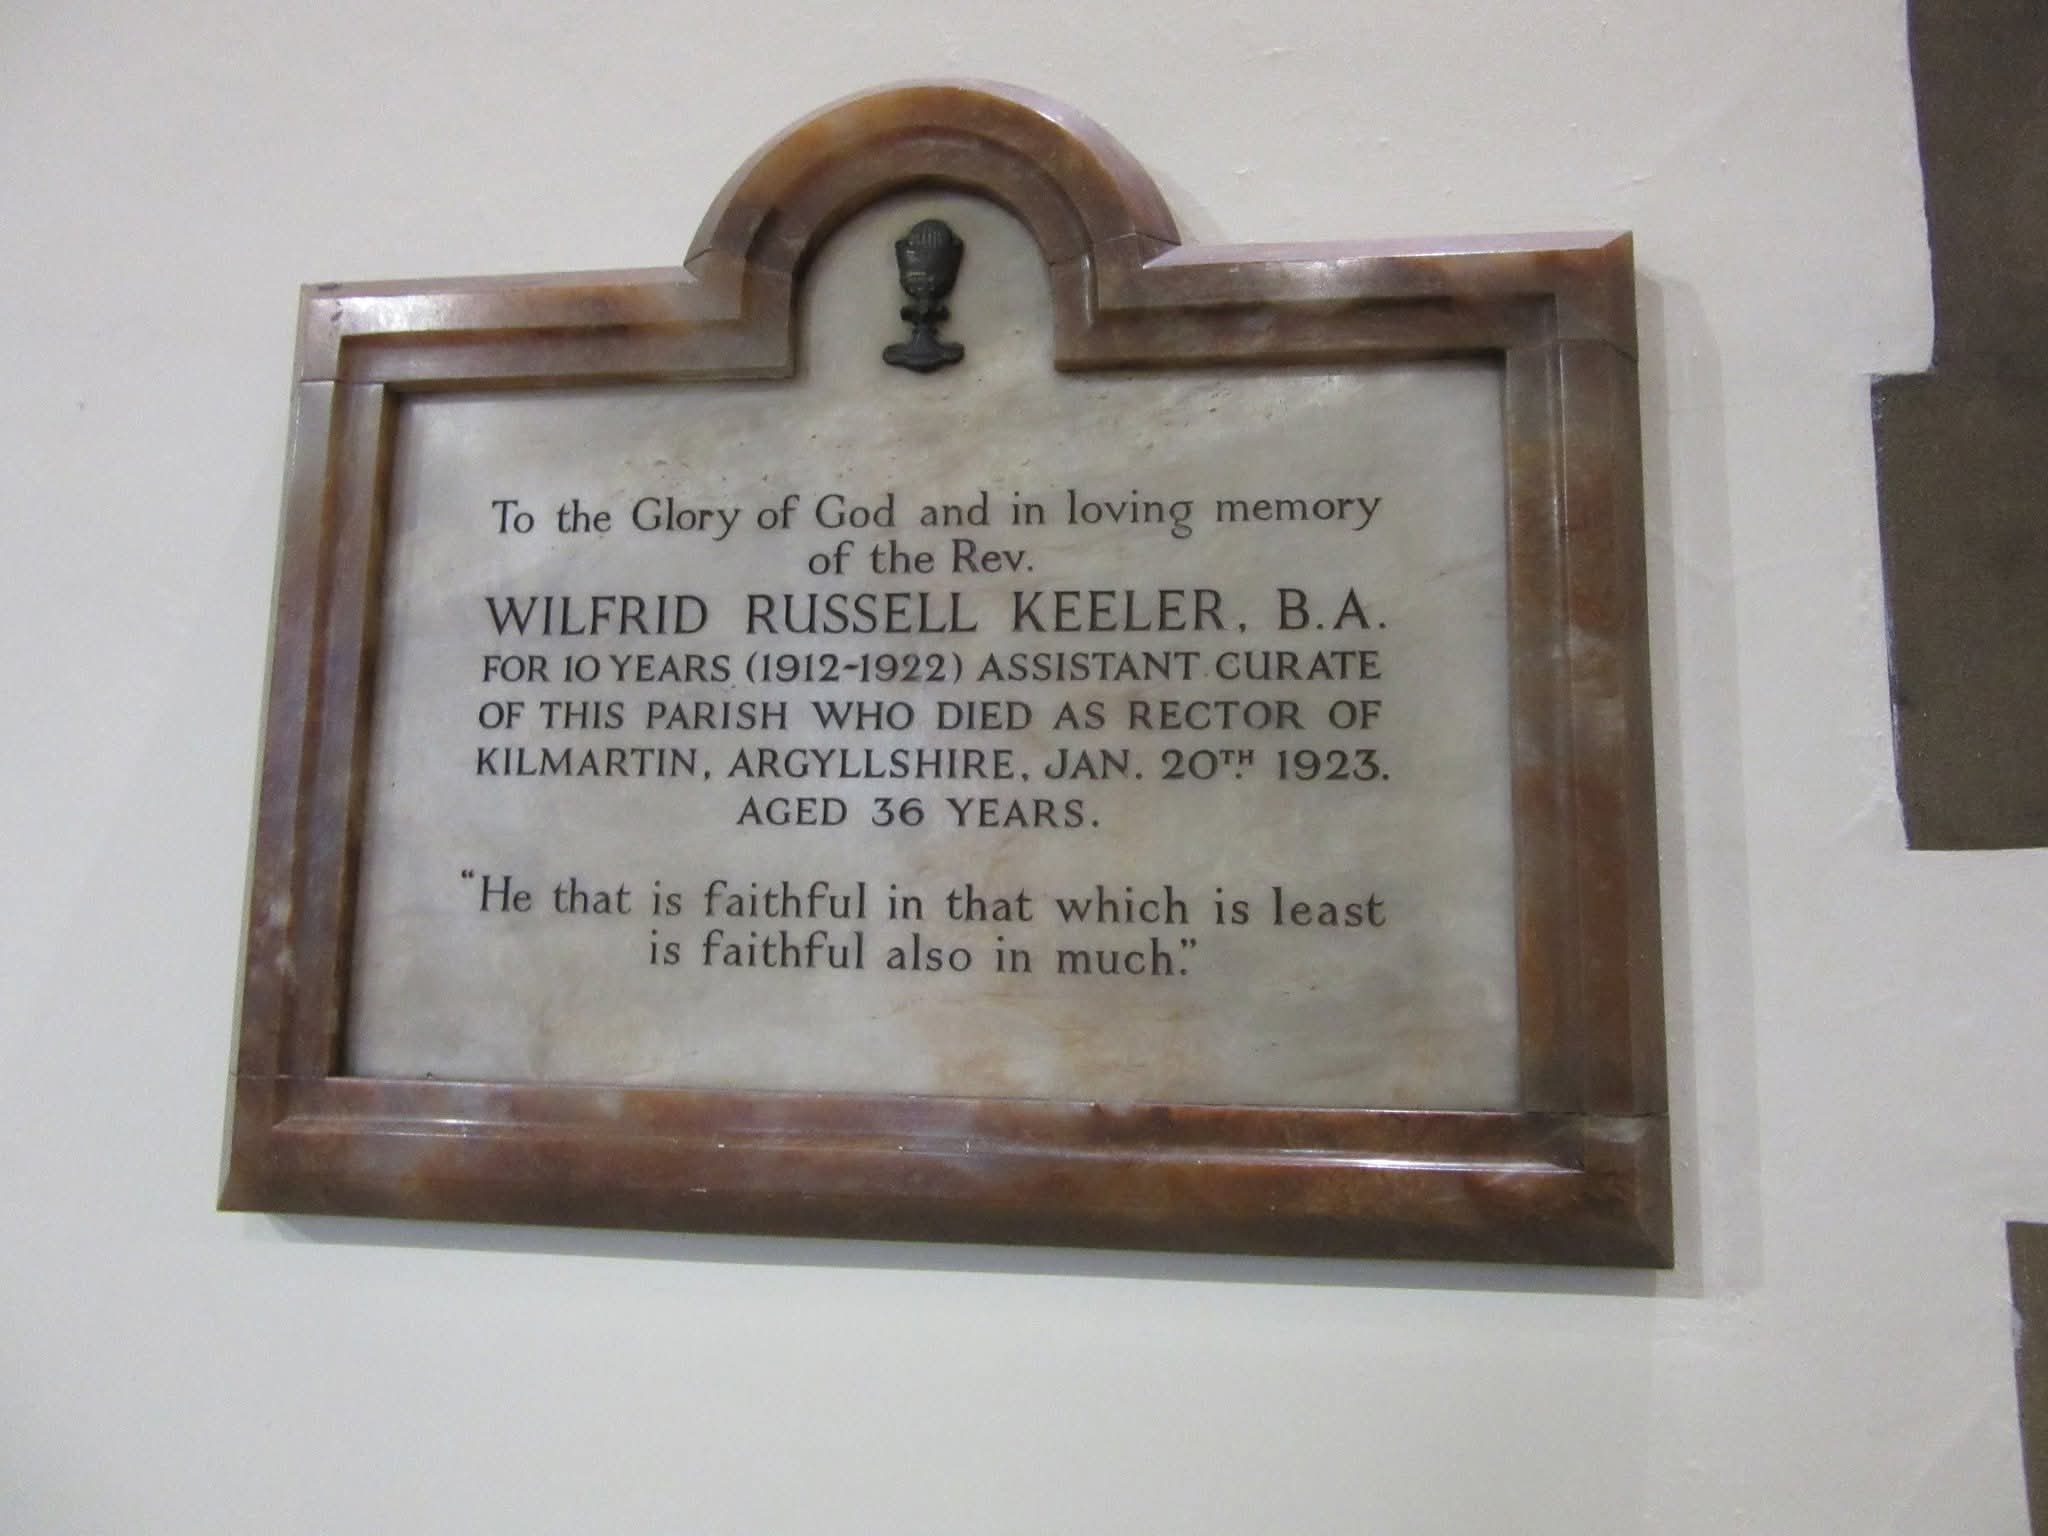 To the Glory of God and in loving memory
of the Rev.
WILFRID RUSSELL KEELER, B.A.
FOR 10 YEARS (1912-1922) ASSISTANT CURATE
OF THIS PARISH WHO DIED AS RECTOR OF
KILMARTIN, ARGYLLSHIRE, JAN. 20TH. 1923.
AGED 36 YEARS.
“He that is faithful in that which is least
is faithful also in much.”